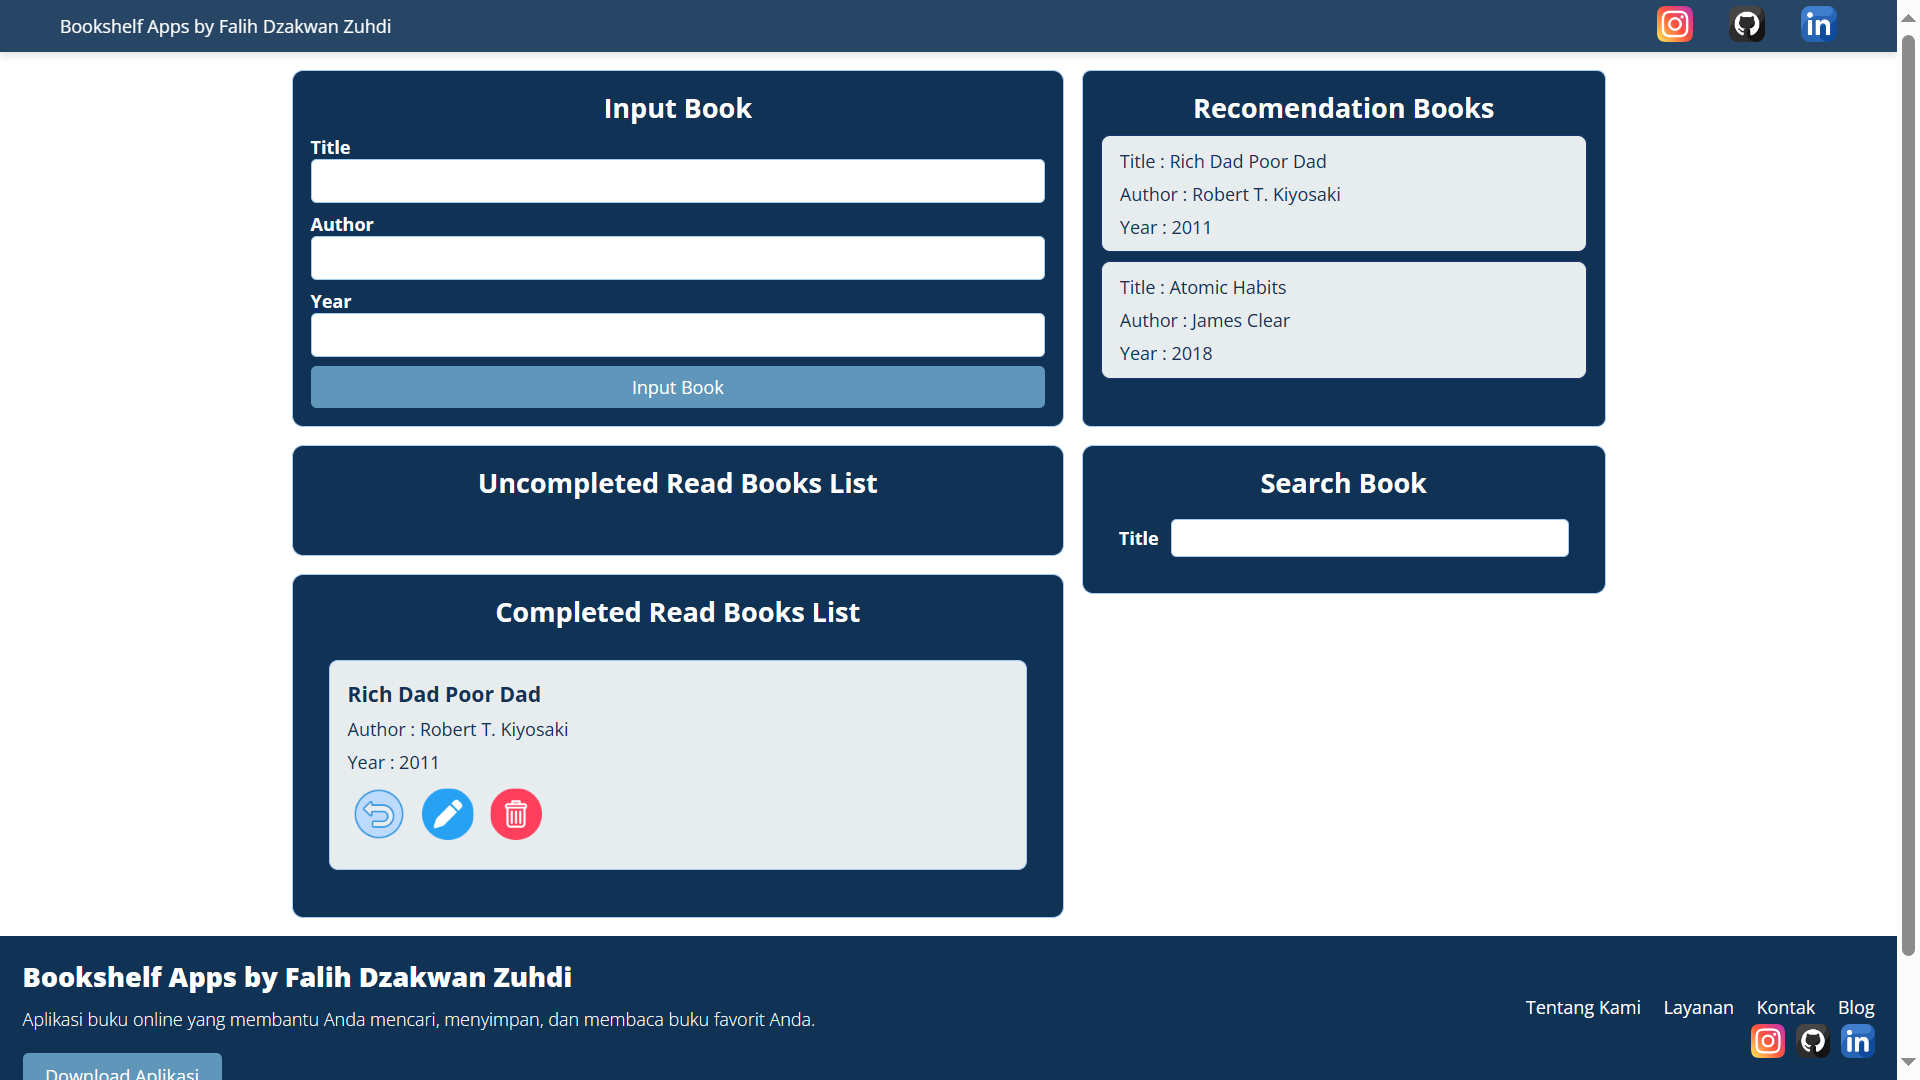 Bookshelf Apps by Falih Dzakwan Zuhdi
Input Book
Title
Author
Year
Input Book
Recomendation Books
Title : Rich Dad Poor Dad
Author : Robert T. Kiyosaki
Year : 2011
Title : Atomic Habits
Author : James Clear
Year : 2018
Uncompleted Read Books List
Search Book
Title
Completed Read Books List
Rich Dad Poor Dad
Author : Robert T. Kiyosaki
Year : 2011
Bookshelf Apps by Falih Dzakwan Zuhdi
Aplikasi buku online yang membantu Anda mencari, menyimpan, dan membaca buku favorit Anda.
Download Aplikasi
Tentang Kami Layanan Kontak Blog